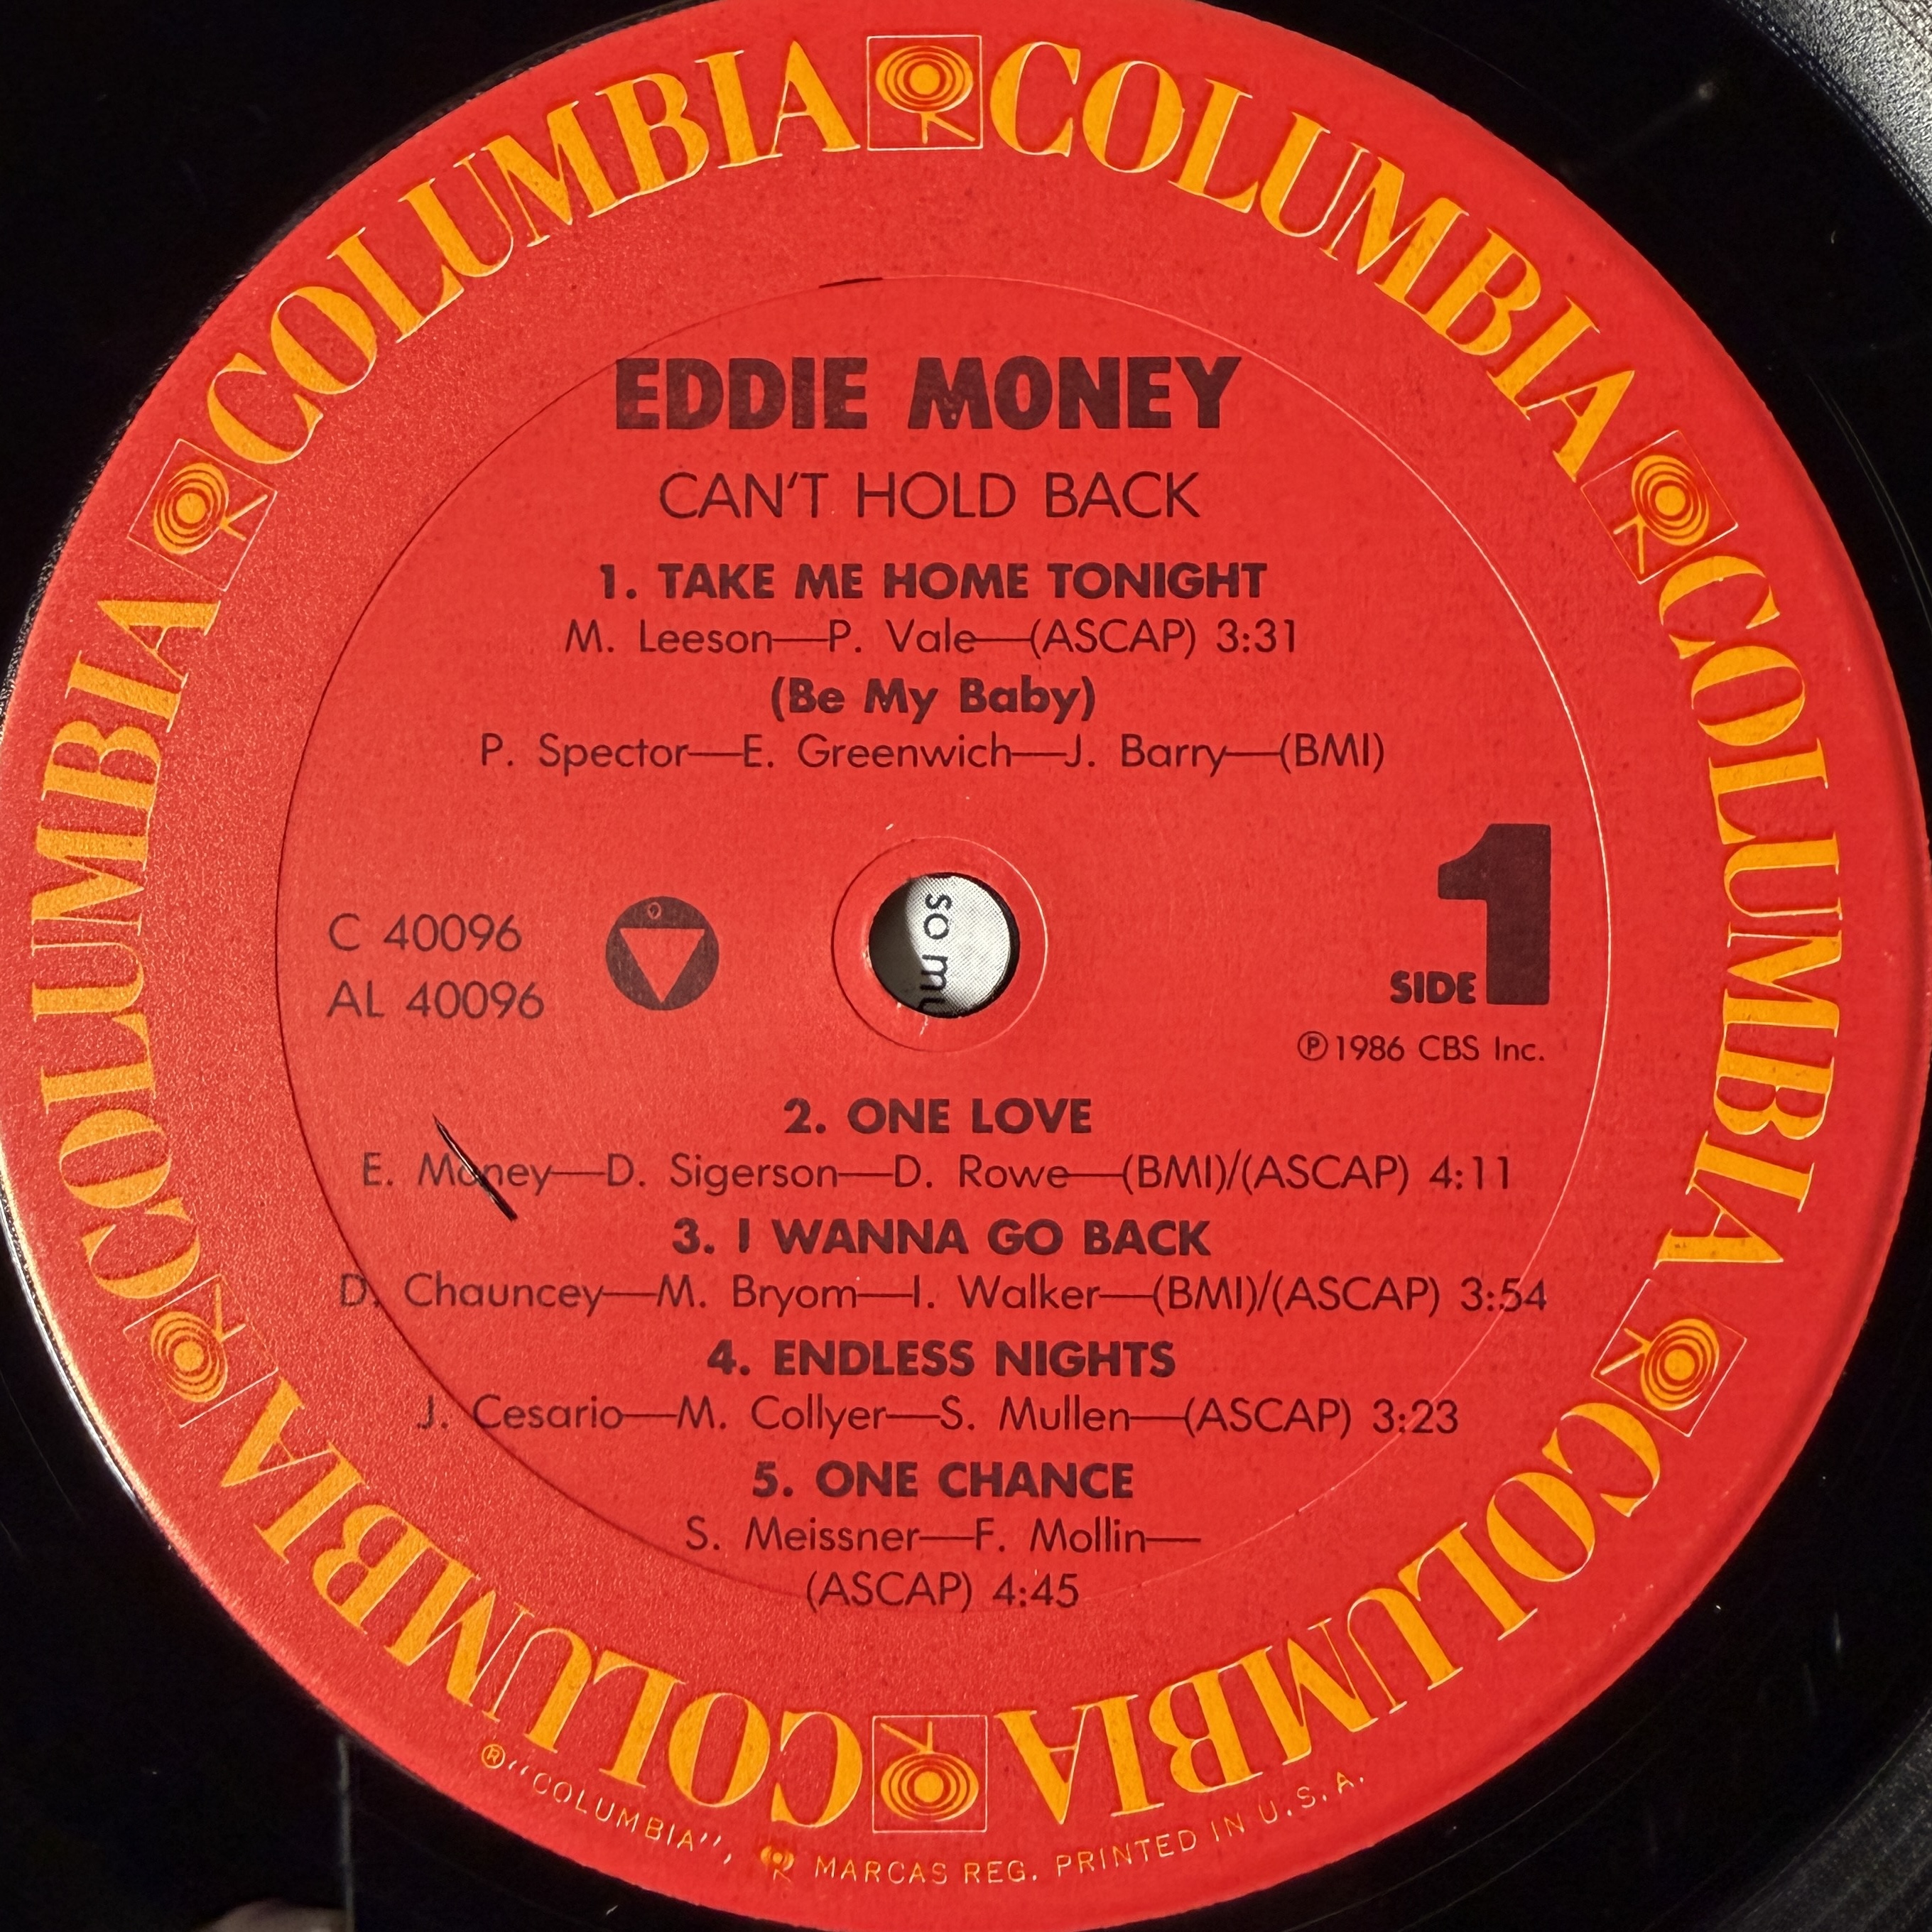 COLUMBIA COLUMBIA COLUMBIA COLUMBIA COLUMBIA COLUMBIA
EDDIE MONEY
CAN'T HOLD BACK
1. TAKE ME HOME TONIGHT
M. Leeson—P. Vale—(ASCAP) 3:31
(Be My Baby)
P. Spector—E. Greenwich—J. Barry—(BMI)
C 40096
AL 40096
so
SIDE 1
℗1986 CBS Inc.
2. ONE LOVE
E. Money—D. Sigerson—D. Rowe—(BMI)/(ASCAP) 4:11
3. I WANNA GO BACK
D. Chauncey—M. Bryom—I. Walker—(BMI)/(ASCAP) 3:54
4. ENDLESS NIGHTS
J. Cesario—M. Collyer—S. Mullen—(ASCAP) 3:23
5. ONE CHANCE
S. Meissner—F. Mollin—
(ASCAP) 4:45
®"COLUMBIA", MARCAS REG. PRINTED IN U.S.A.